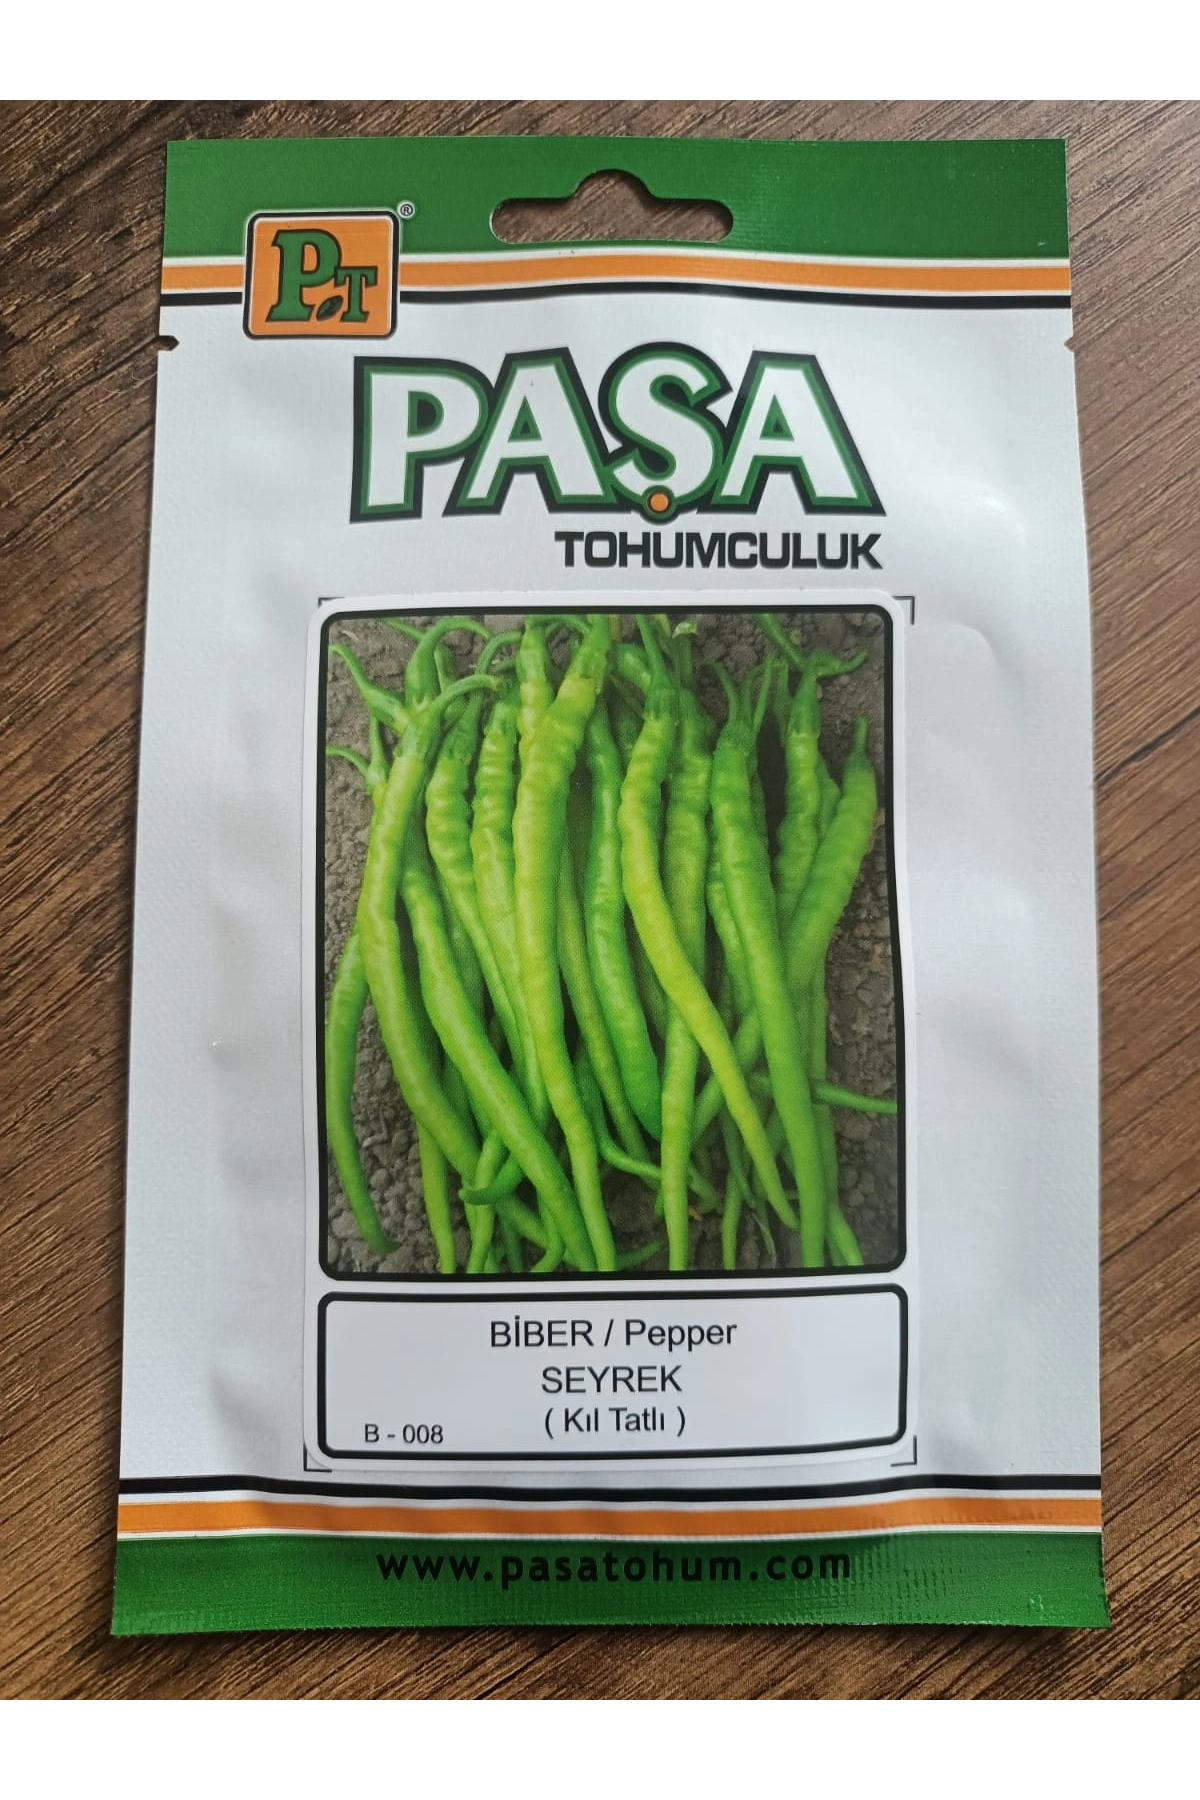 PT®
PAŞA
TOHUMCULUK
BİBER / Pepper
SEYREK
( Kıl Tatlı )
B - 008
www.pasatohum.com